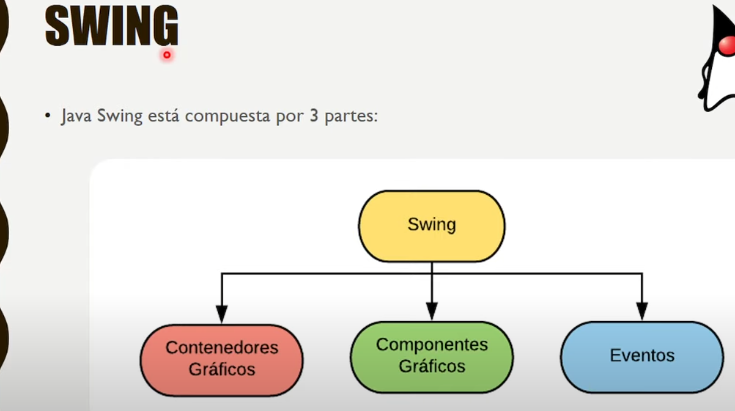 SWING
• Java Swing está compuesta por 3 partes:
Swing
Contenedores
Gráficos
Componentes
Gráficos
Eventos